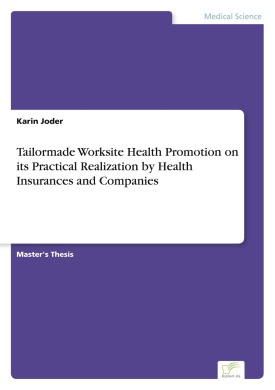 Medical Science
Karin Joder
Tailormade Worksite Health Promotion on
its Practical Realization by Health
Insurances and Companies
Master's Thesis